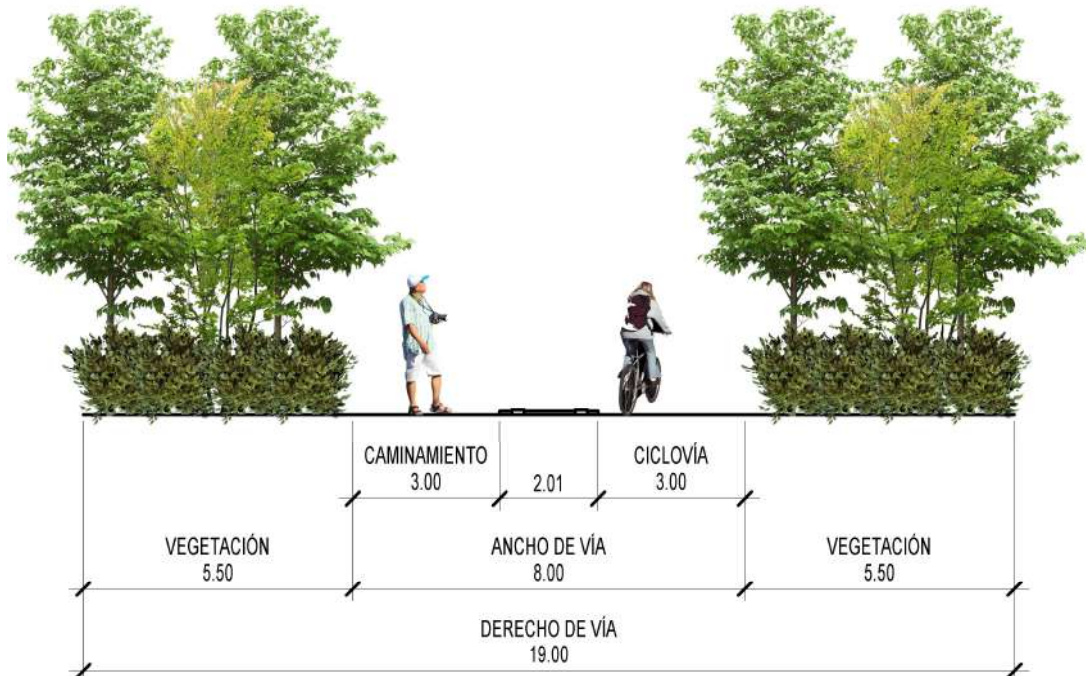 CAMINAMIENTO
3.00
2.01
CICLOVÍA
3.00
VEGETACIÓN
5.50
ANCHO DE VÍA
8.00
VEGETACIÓN
5.50
DERECHO DE VÍA
19.00